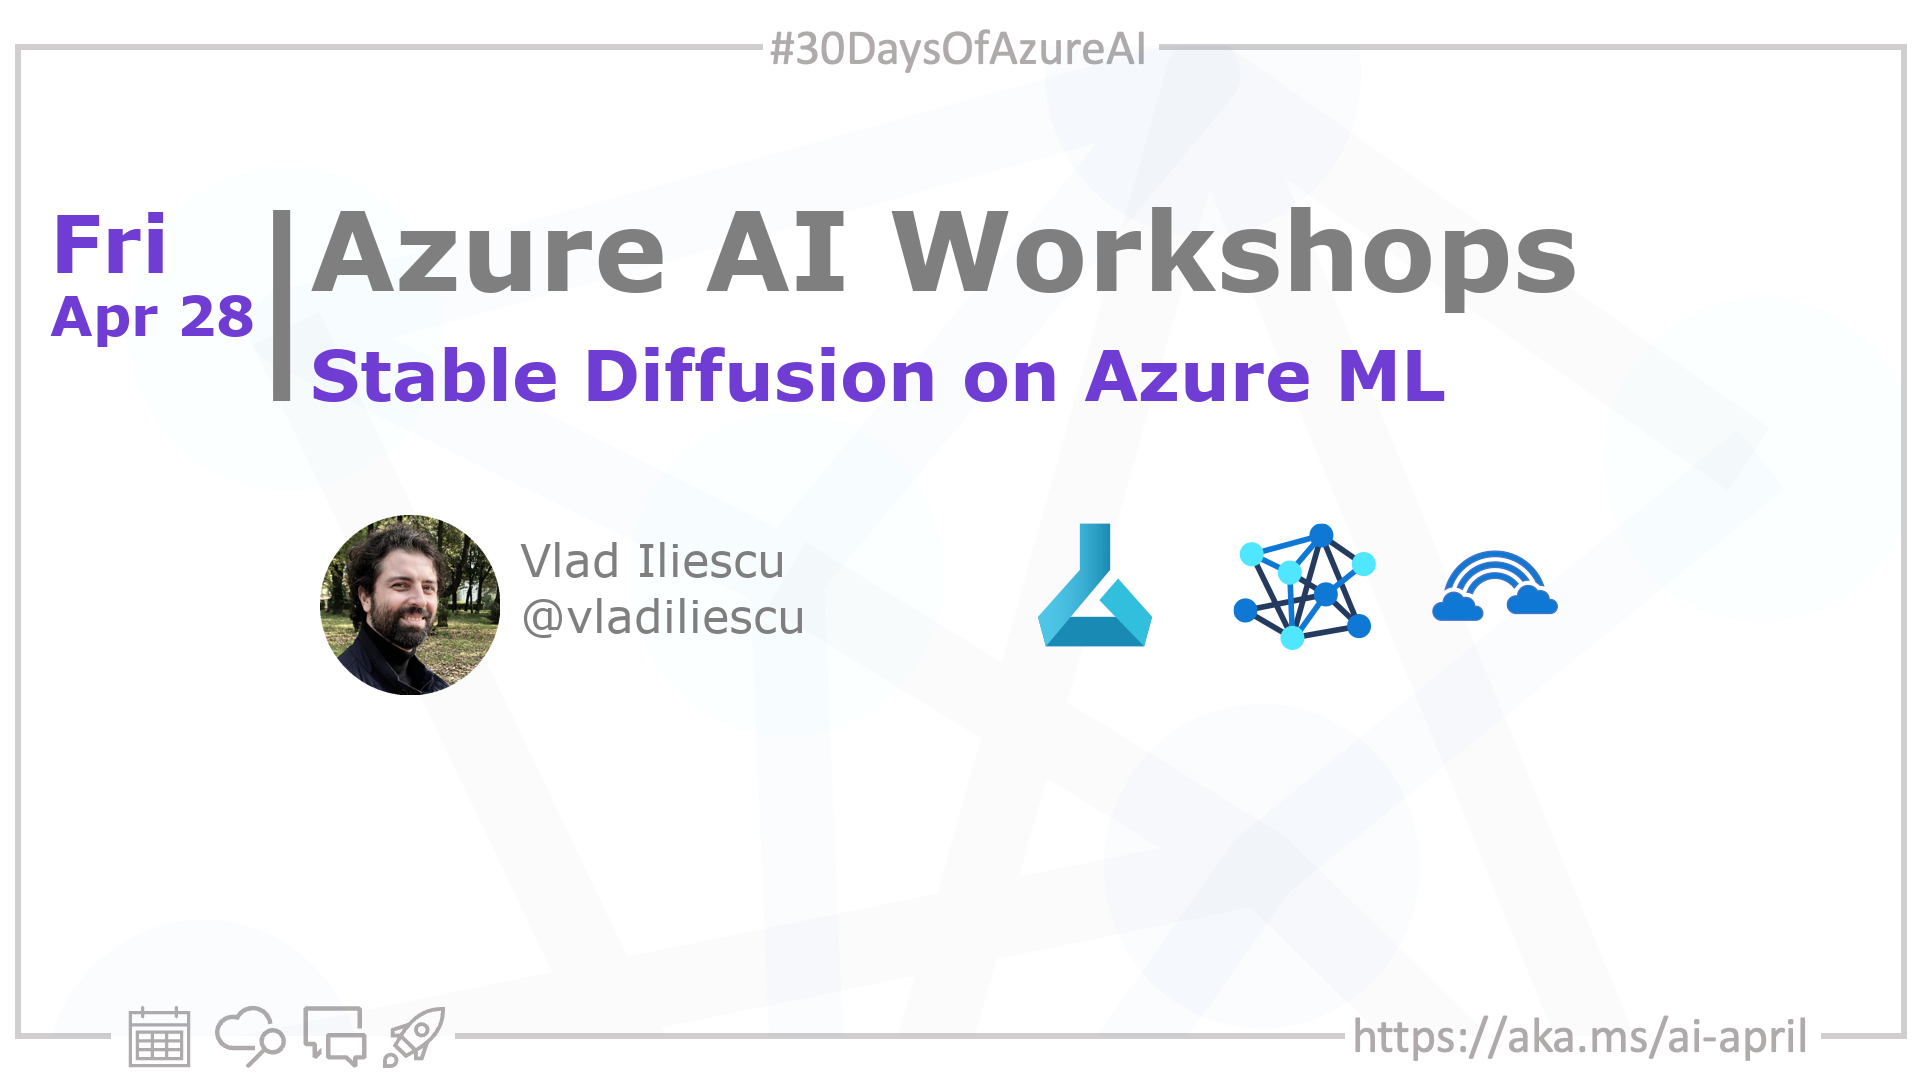 #30DaysOfAzureAI
Fri
Apr 28
Azure AI Workshops
Stable Diffusion on Azure ML
Vlad Iliescu
@vladiliescu
https://aka.ms/ai-april